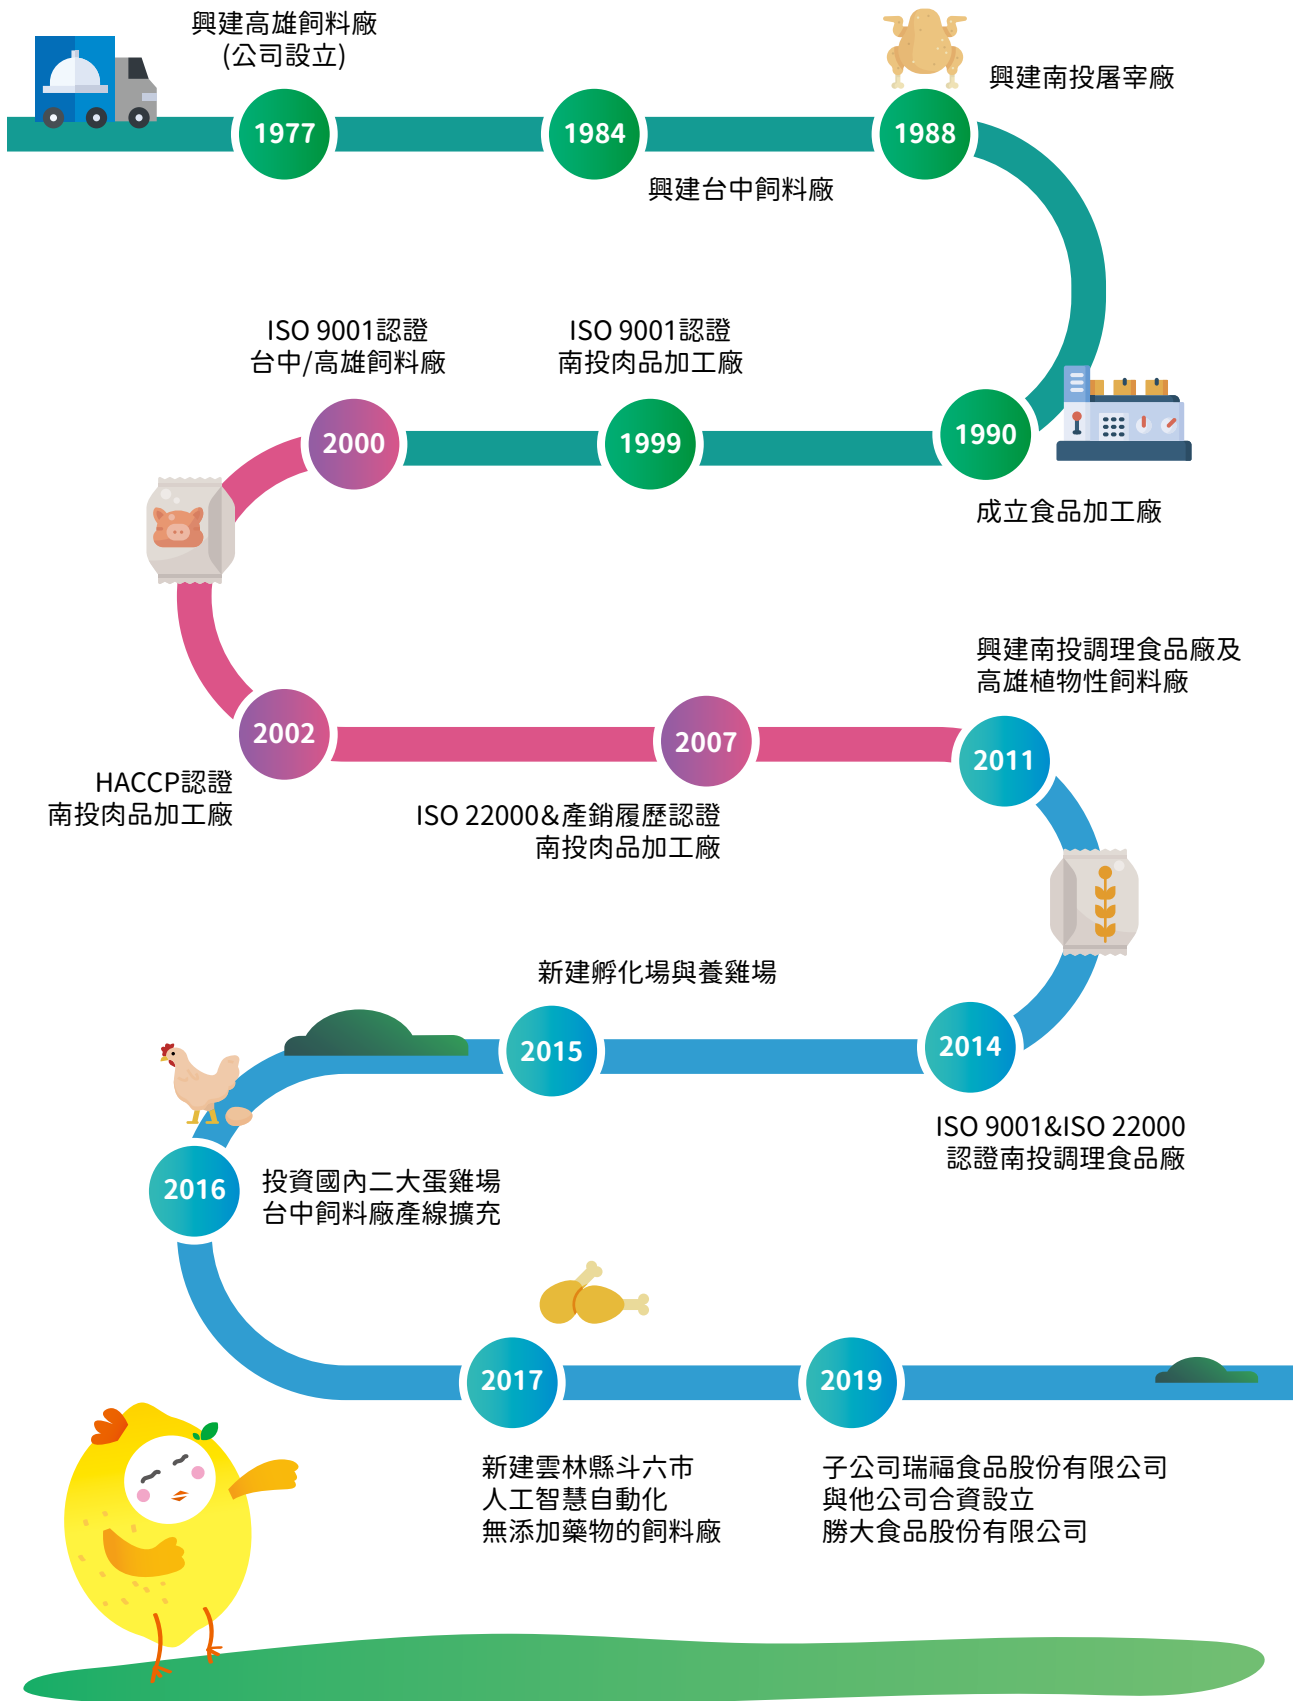 興建高雄飼料廠
(公司設立)
1977
1984
興建台中飼料廠
1988
興建南投屠宰廠
1990
成立食品加工廠
ISO 9001認證
南投肉品加工廠
1999
ISO 9001認證
台中/高雄飼料廠
2000
2002
HACCP認證
南投肉品加工廠
2007
ISO 22000&產銷履歷認證
南投肉品加工廠
興建南投調理食品廠及
高雄植物性飼料廠
2011
2014
ISO 9001&ISO 22000
認證南投調理食品廠
新建孵化場與養雞場
2015
2016
投資國內二大蛋雞場
台中飼料廠產線擴充
2017
新建雲林縣斗六市
人工智慧自動化
無添加藥物的飼料廠
2019
子公司瑞福食品股份有限公司
與他公司合資設立
勝大食品股份有限公司